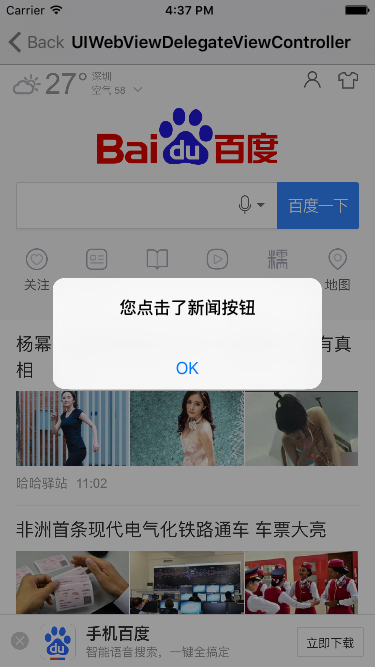 Carrier 4:37 PM
Back UIWebViewDelegateViewController
27° 深圳
空气 58
Bai du 百度
百度一下
糯
关注 地图
您点击了新闻按钮
OK
杨幂 有真
相
哈哈驿站 11:02
非洲首条现代电气化铁路通车 车票大亮
手机百度
智能语音搜索，一键全搞定
立即下载